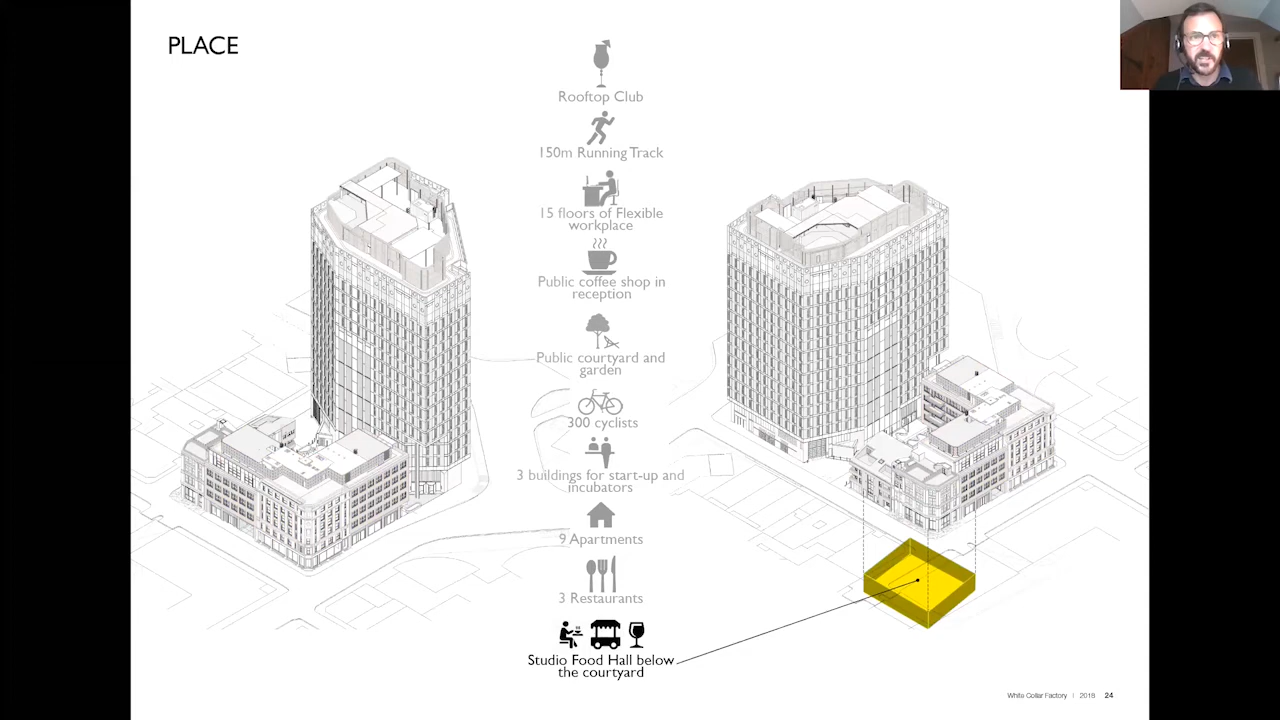 PLACE
Rooftop Club
150m Running Track
15 floors of Flexible
workplace
Public coffee shop in
reception
Public courtyard and
garden
300 cyclists
3 buildings for start-up and
incubators
9 Apartments
3 Restaurants
Studio Food Hall below
the courtyard
White Collar Factory | 2018 24